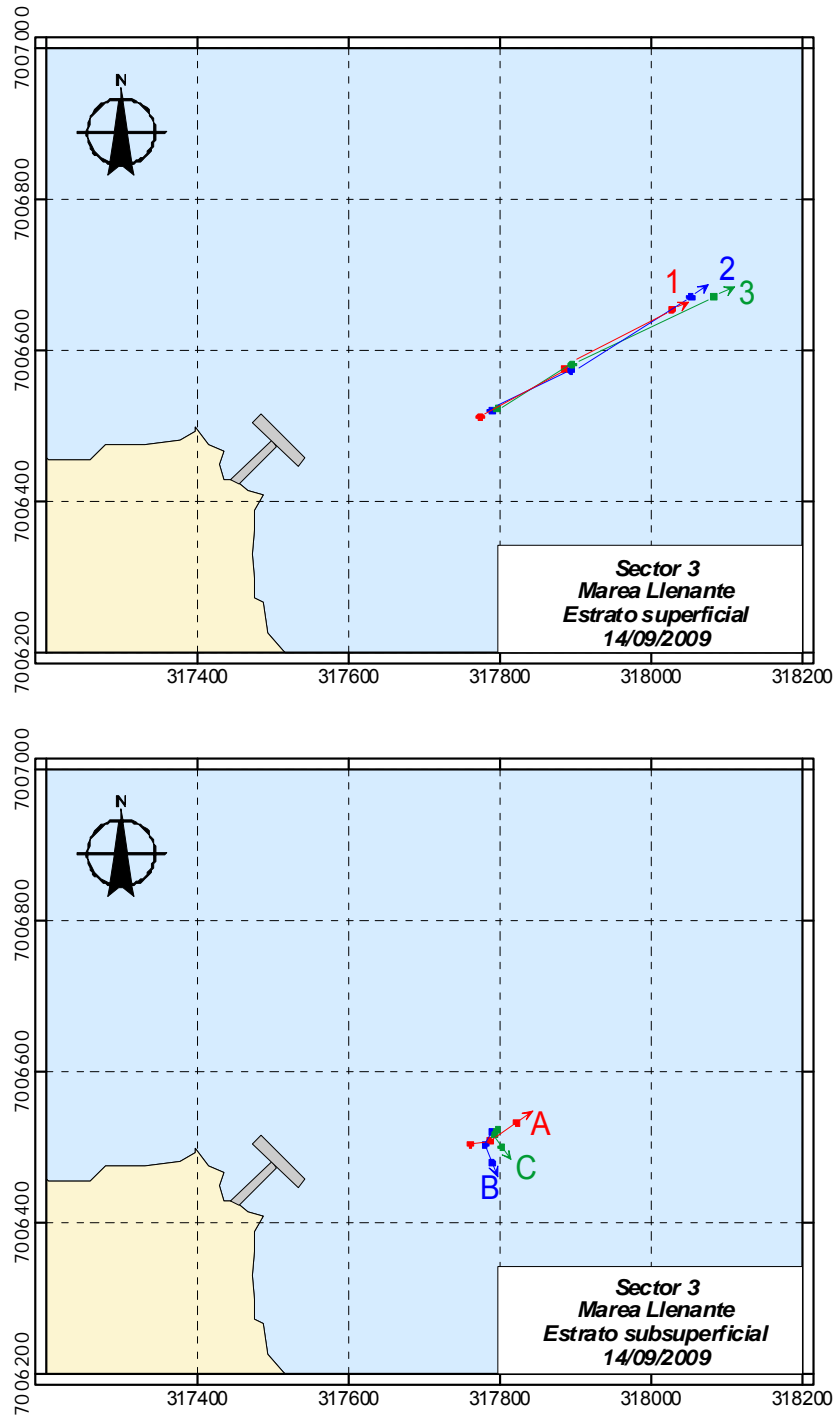 7007000
N
7006800
2
1
3
7006600
7006400
Sector 3
Marea Llenante
Estrato superficial
14/09/2009
7006200
317400 317600 317800 318000 318200
7007000
N
7006800
7006600
A
C
B
7006400
Sector 3
Marea Llenante
Estrato subsuperficial
14/09/2009
7006200
317400 317600 317800 318000 318200